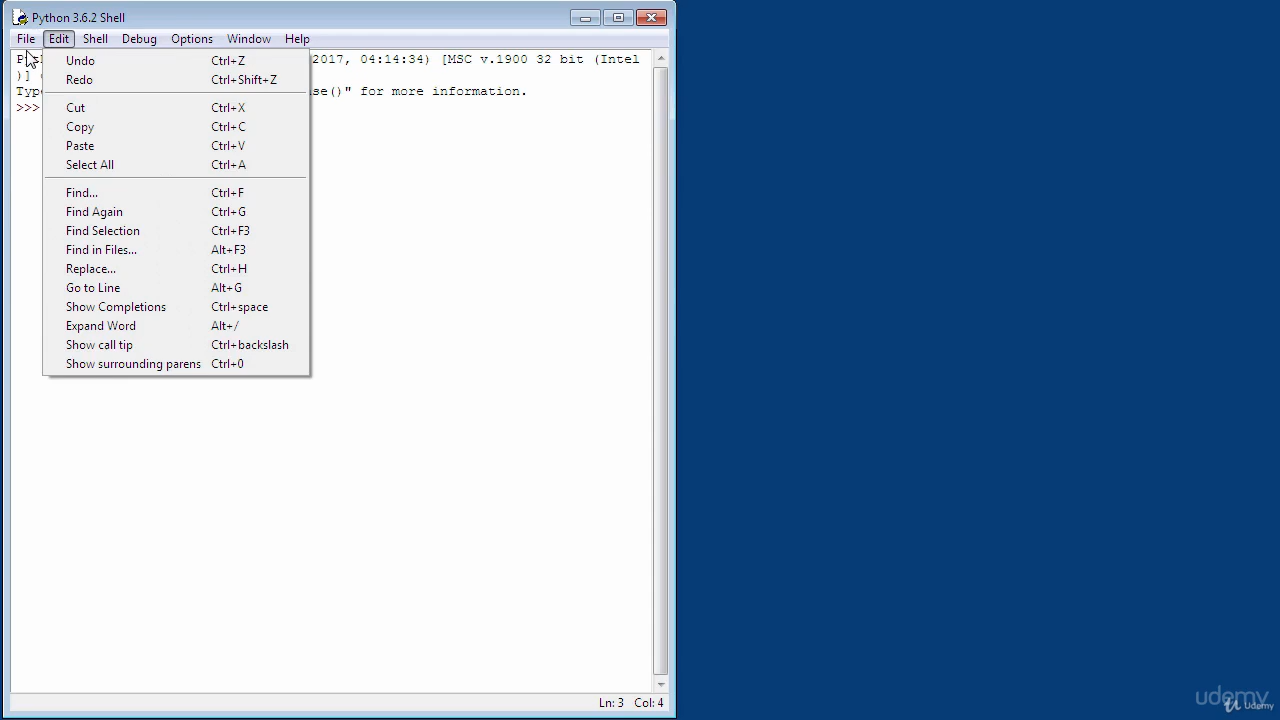 Python 3.6.2 Shell
File Edit Shell Debug Options Window Help
2017, 04:14:34) [MSC v.1900 32 bit (Intel
)]
Type "for more information.
>>>
Undo Ctrl+Z
Redo Ctrl+Shift+Z
Cut Ctrl+X
Copy Ctrl+C
Paste Ctrl+V
Select All Ctrl+A
Find... Ctrl+F
Find Again Ctrl+G
Find Selection Ctrl+F3
Find in Files... Alt+F3
Replace... Ctrl+H
Go to Line Alt+G
Show Completions Ctrl+space
Expand Word Alt+/
Show call tip Ctrl+backslash
Show surrounding parens Ctrl+0
Ln: 3 Col: 4
udemy
Udemy